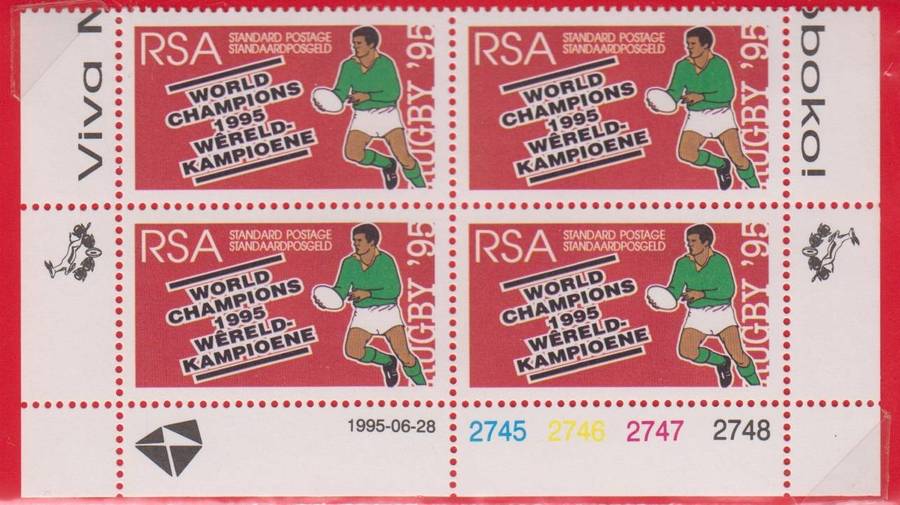 Viva
oboko!
RSA STANDARD POSTAGE
STANDAARDPOSGELD
WORLD
CHAMPIONS
1995
WÊRELD-
KAMPIOENE
RUGBY '95
RSA STANDARD POSTAGE
STANDAARDPOSGELD
WORLD
CHAMPIONS
1995
WÊRELD-
KAMPIOENE
RUGBY '95
RSA STANDARD POSTAGE
STANDAARDPOSGELD
WORLD
CHAMPIONS
1995
WÊRELD-
KAMPIOENE
RUGBY '95
RSA STANDARD POSTAGE
STANDAARDPOSGELD
WORLD
CHAMPIONS
1995
WÊRELD-
KAMPIOENE
RUGBY '95
1995-06-28
2745 2746 2747 2748